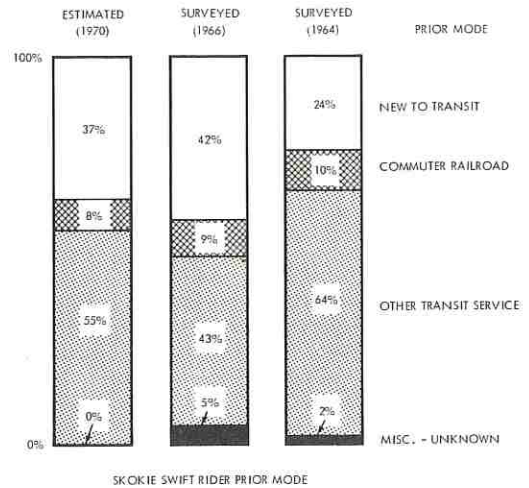 ESTIMATED SURVEYED SURVEYED
(1970) (1966) (1964) PRIOR MODE
100%
24% NEW TO TRANSIT
37%
42%
10% COMMUTER RAILROAD
8%
9%
64% OTHER TRANSIT SERVICE
55%
43%
5%
0% 2%
0% MISC. - UNKNOWN
SKOKIE SWIFT RIDER PRIOR MODE